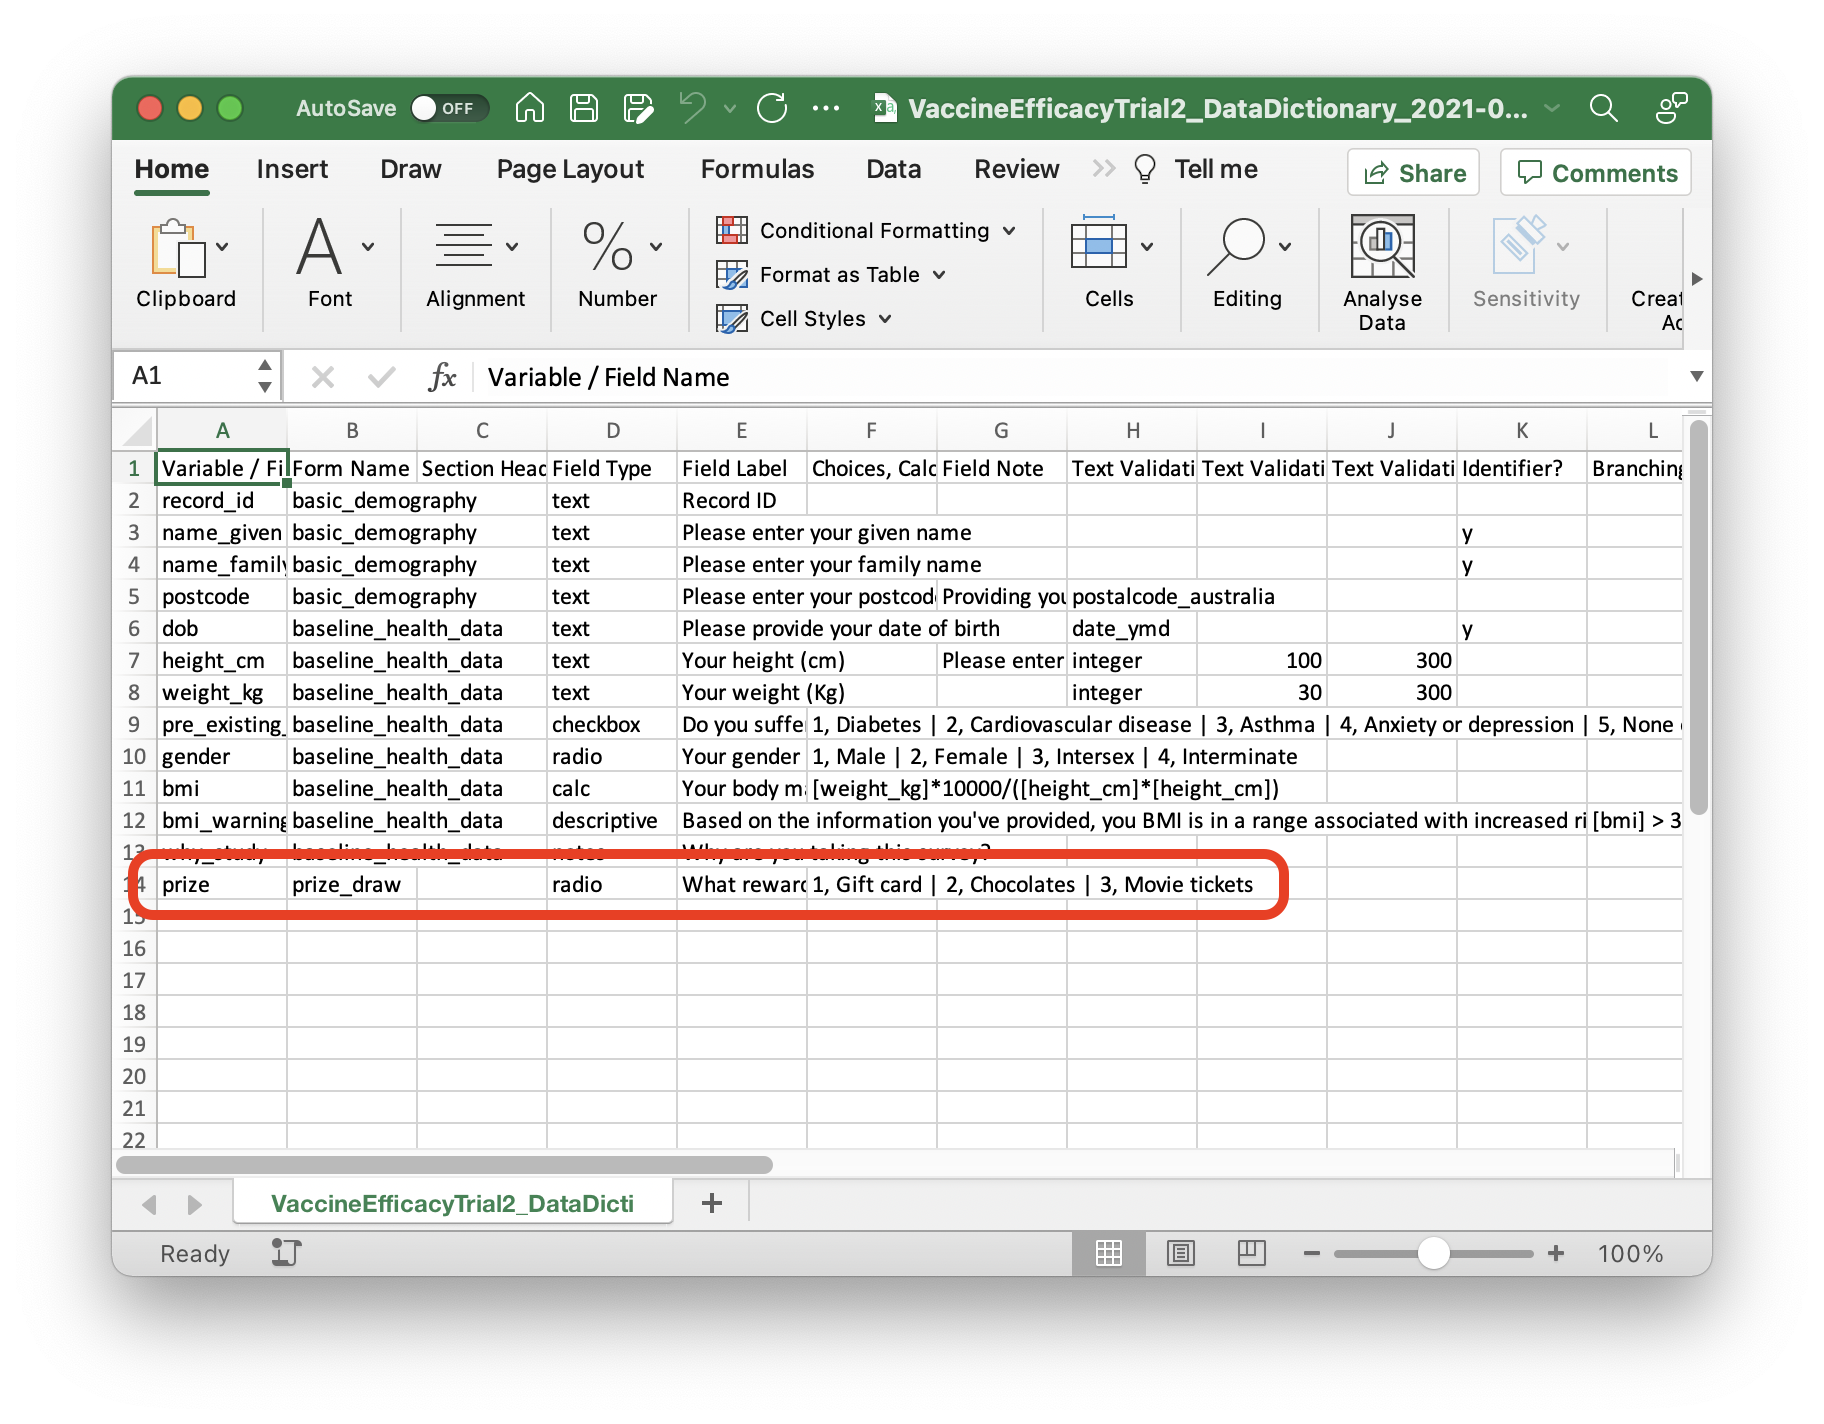 AutoSave OFF VaccineEfficacyTrial2_DataDictionary_2021-0...
Home Insert Draw Page Layout Formulas Data Review Tell me Share Comments
Clipboard Font Alignment Number Conditional Formatting Format as Table Cell Styles Cells Editing Analyse Data Sensitivity
A1 fx Variable / Field Name
A B C D E F G H I J K L
1 Variable / Fi Form Name Section Head Field Type Field Label Choices, Calc Field Note Text Validati Text Validati Text Validati Identifier? Branching
2 record_id basic_demography text Record ID
3 name_given basic_demography text Please enter your given name y
4 name_family basic_demography text Please enter your family name y
5 postcode basic_demography text Please enter your postcode Providing you postalcode_australia
6 dob baseline_health_data text Please provide your date of birth date_ymd y
7 height_cm baseline_health_data text Your height (cm) Please enter integer 100 300
8 weight_kg baseline_health_data text Your weight (Kg) integer 30 300
9 pre_existing_ baseline_health_data checkbox Do you suffe 1, Diabetes | 2, Cardiovascular disease | 3, Asthma | 4, Anxiety or depression | 5, None
10 gender baseline_health_data radio Your gender 1, Male | 2, Female | 3, Intersex | 4, Interminate
11 bmi baseline_health_data calc Your body m [weight_kg]*10000/([height_cm]*[height_cm])
12 bmi_warning baseline_health_data descriptive Based on the information you've provided, you BMI is in a range associated with increased ri [bmi] > 3
13 why_study baseline_health_data notes Why are you taking this survey?
14 prize prize_draw radio What reward 1, Gift card | 2, Chocolates | 3, Movie tickets
15
16
17
18
19
20
21
22
VaccineEfficacyTrial2_DataDicti +
Ready 100%